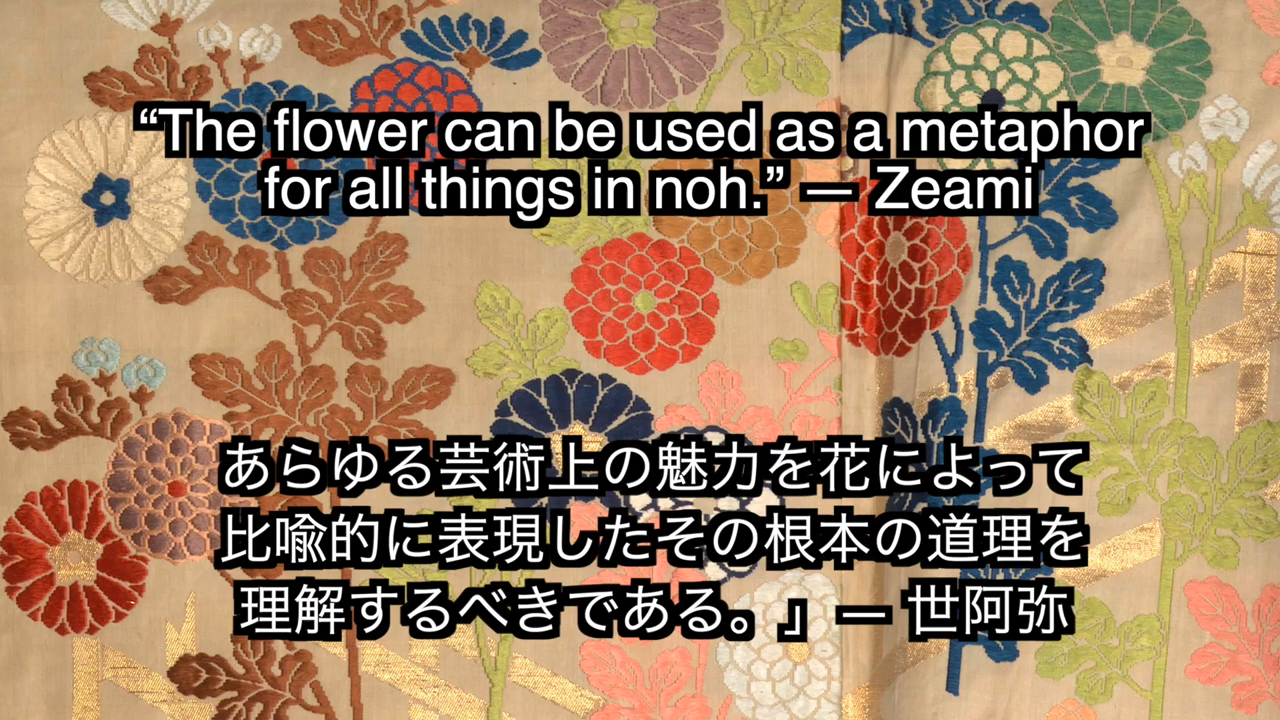 “The flower can be used as a metaphor
for all things in noh.” — Zeami
あらゆる芸術上の魅力を花によって
比喩的に表現したその根本の道理を
理解するべきである。」— 世阿弥